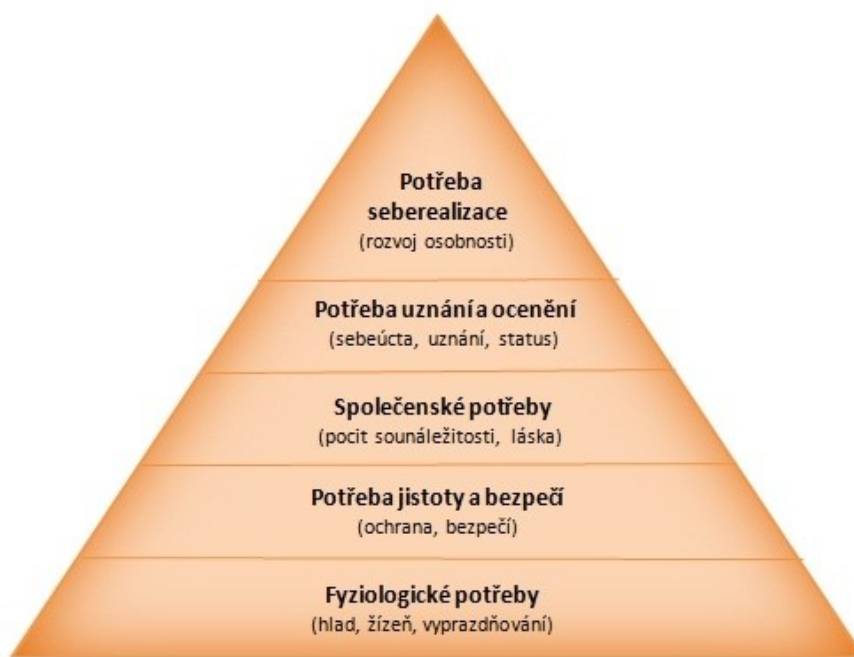 Potřeba
seberealizace
(rozvoj osobnosti)
Potřeba uznání a ocenění
(sebeúcta, uznání, status)
Společenské potřeby
(pocit sounáležitosti, láska)
Potřeba jistoty a bezpečí
(ochrana, bezpečí)
Fyziologické potřeby
(hlad, žízeň, vyprazdňování)